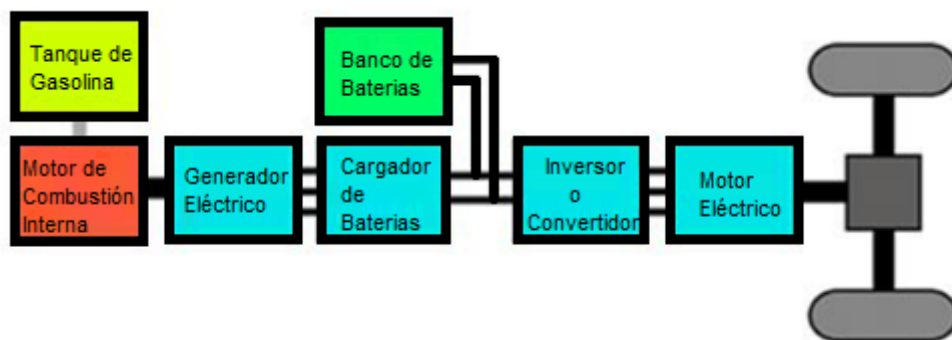 Tanque de
Gasolina
Banco de
Baterias
Motor de
Combustión
Interna
Generador
Eléctrico
Cargador
de
Baterias
Inversor
o
Convertidor
Motor
Eléctrico